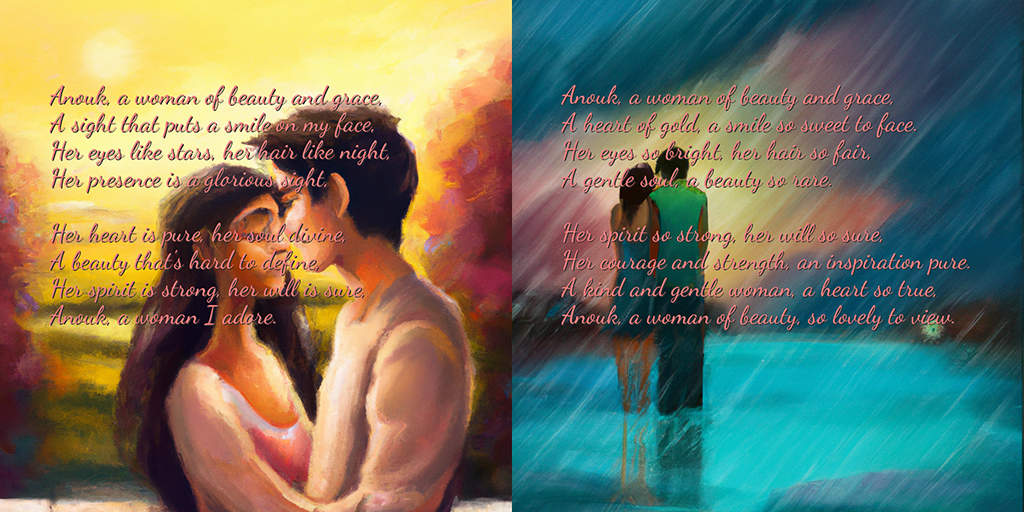 Anouk, a woman of beauty and grace,
A sight that puts a smile on my face.
Her eyes like stars, her hair like night,
Her presence is a glorious sight,
Her heart is pure, her soul divine,
A beauty that's hard to define,
Her spirit is strong, her will is sure,
Anouk, a woman I adore.
Anouk, a woman of beauty and grace,
A heart of gold, a smile so sweet to face.
Her eyes so bright, her hair so fair,
A gentle soul, a beauty so rare.
Her spirit so strong, her will so sure,
Her courage and strength, an inspiration pure.
A kind and gentle woman, a heart so true,
Anouk, a woman of beauty, so lovely to view.